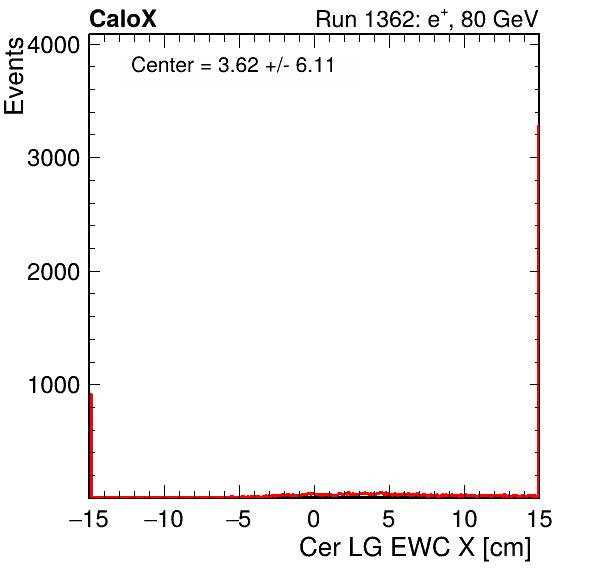 CaloX Run 1362: e⁺, 80 GeV
Center = 3.62 +/- 6.11
Events
4000
3000
2000
1000
−15 −10 −5 0 5 10 15
Cer LG EWC X [cm]